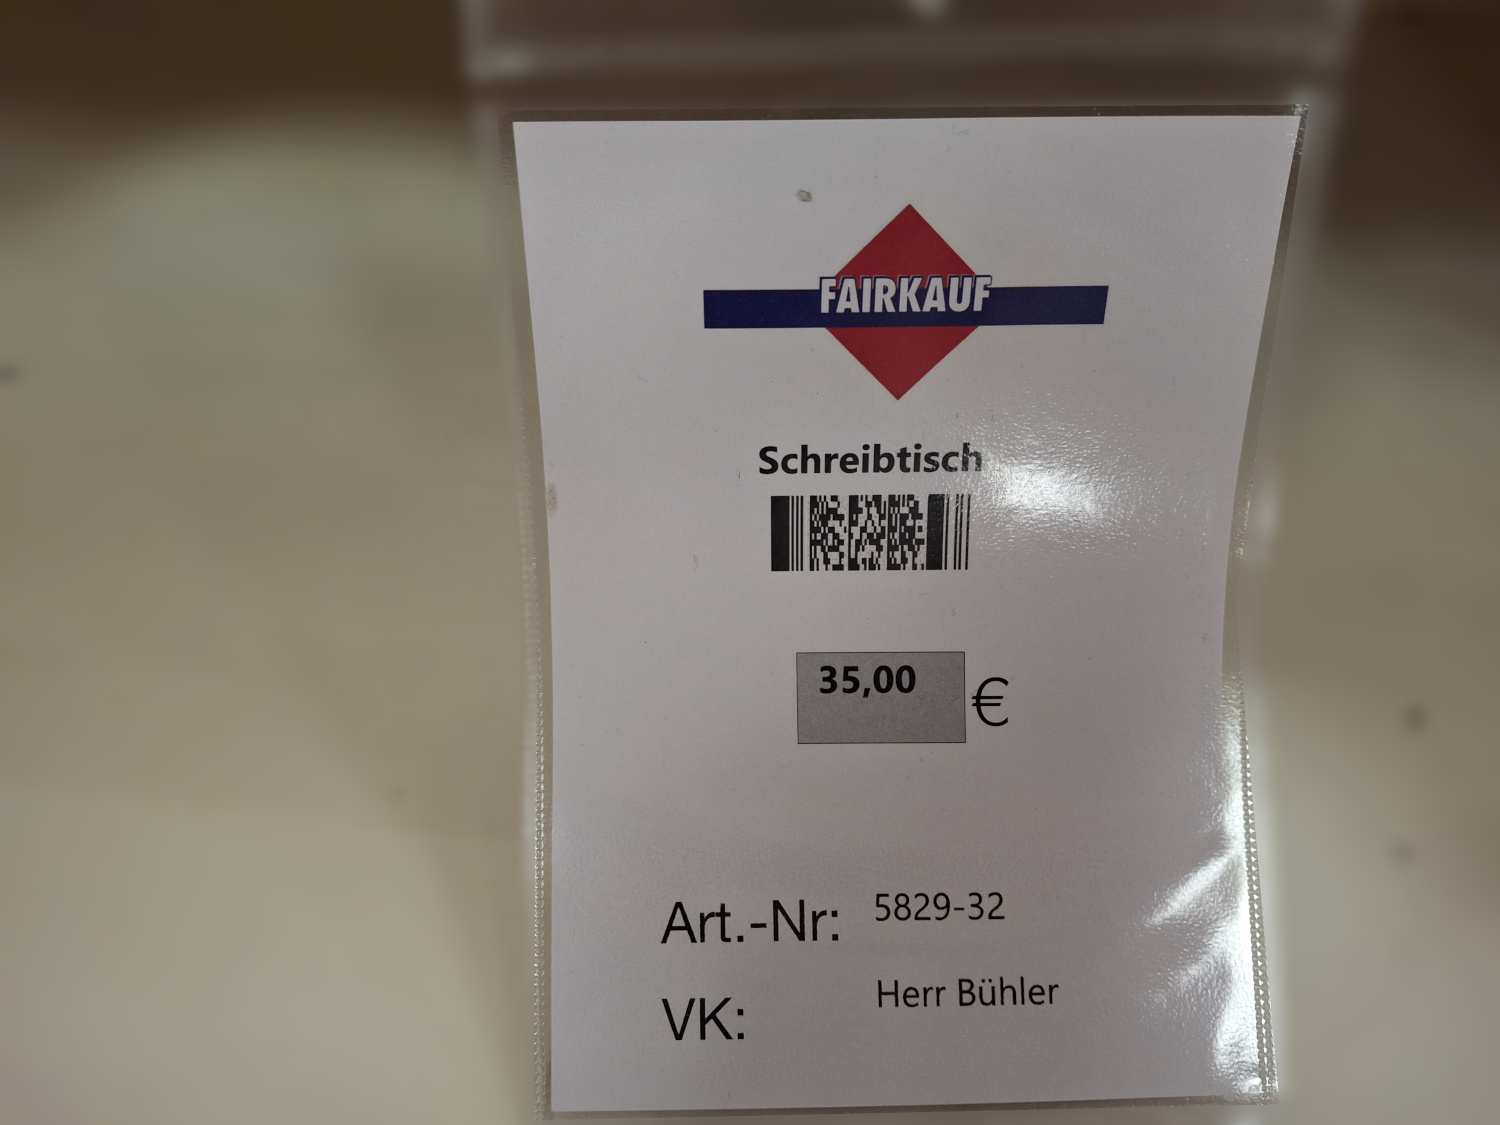 FAIRKAUF
Schreibtisch
35,00 €
Art.-Nr: 5829-32
VK: Herr Bühler